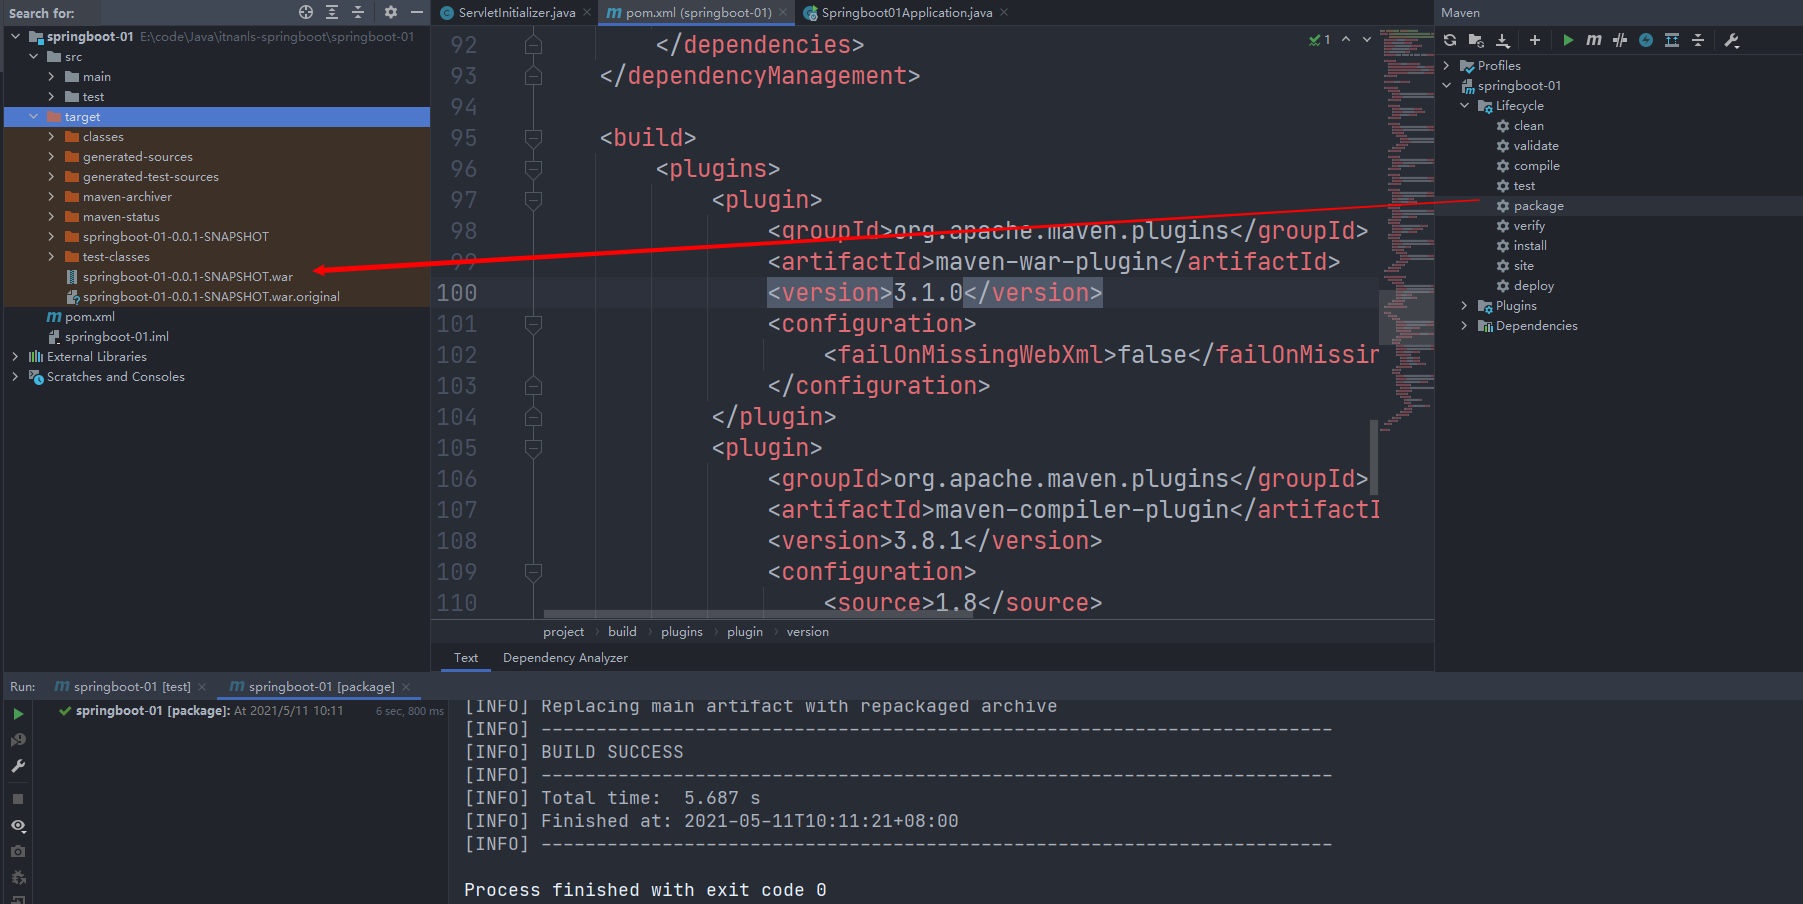 Search for:
springboot-01 E:\code\Java\itnanls-springboot\springboot-01
src
main
test
target
classes
generated-sources
generated-test-sources
maven-archiver
maven-status
springboot-01-0.0.1-SNAPSHOT
test-classes
springboot-01-0.0.1-SNAPSHOT.war
springboot-01-0.0.1-SNAPSHOT.war.original
pom.xml
springboot-01.iml
External Libraries
Scratches and Consoles
ServletInitializer.java
pom.xml (springboot-01)
Springboot01Application.java
1
92 </dependencies>
93 </dependencyManagement>
94
95 <build>
96 <plugins>
97 <plugin>
98 <groupId>org.apache.maven.plugins</groupId>
99 <artifactId>maven-war-plugin</artifactId>
100 <version>3.1.0</version>
101 <configuration>
102 <failOnMissingWebXml>false</failOnMissin
103 </configuration>
104 </plugin>
105 <plugin>
106 <groupId>org.apache.maven.plugins</groupId>
107 <artifactId>maven-compiler-plugin</artifactI
108 <version>3.8.1</version>
109 <configuration>
110 <source>1.8</source>
project › build › plugins › plugin › version
Text Dependency Analyzer
Maven
Profiles
springboot-01
Lifecycle
clean
validate
compile
test
package
verify
install
site
deploy
Plugins
Dependencies
Run: springboot-01 [test] springboot-01 [package]
springboot-01 [package]: At 2021/5/11 10:11 6 sec, 800 ms
[INFO] Replacing main artifact with repackaged archive
[INFO] ------------------------------------------------------------------------
[INFO] BUILD SUCCESS
[INFO] ------------------------------------------------------------------------
[INFO] Total time:  5.687 s
[INFO] Finished at: 2021-05-11T10:11:21+08:00
[INFO] ------------------------------------------------------------------------
Process finished with exit code 0